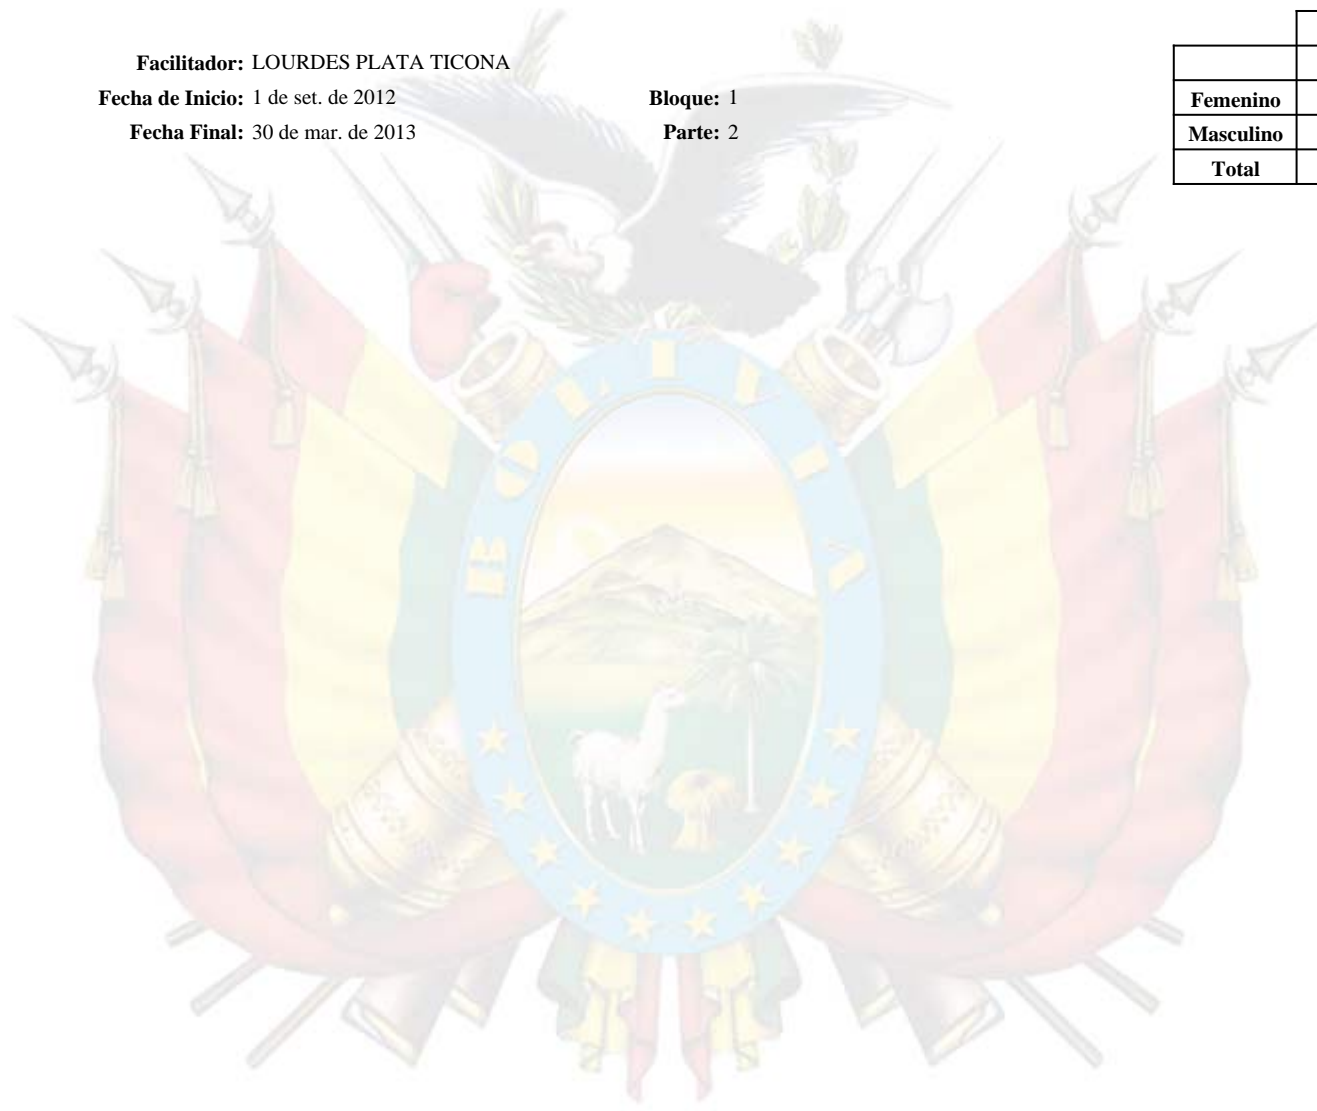 Facilitador: LOURDES PLATA TICONA
Fecha de Inicio: 1 de set. de 2012 Bloque: 1
Fecha Final: 30 de mar. de 2013 Parte: 2
Femenino
Masculino
Total
BOLIVIA